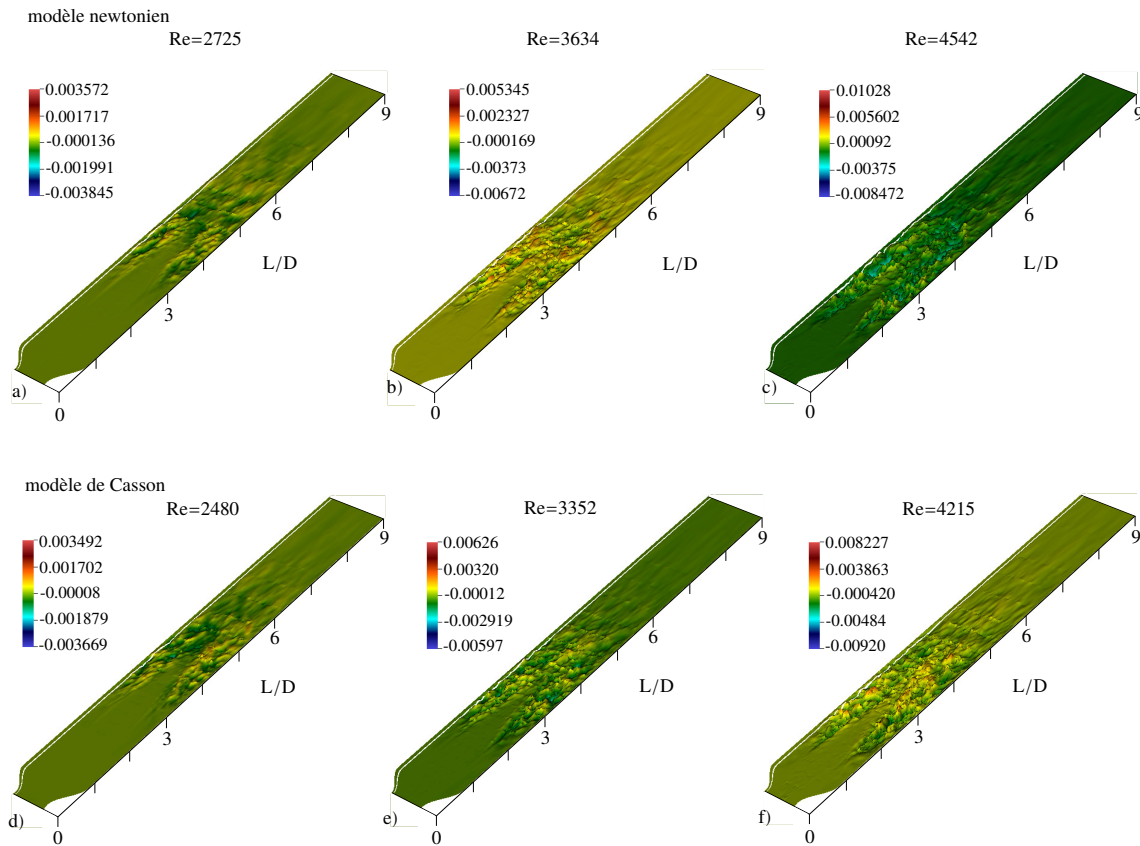 modèle newtonien
Re=2725
Re=3634
Re=4542
0.003572
0.001717
-0.000136
-0.001991
-0.003845
9
6
L/D
3
a)
0
0.005345
0.002327
-0.000169
-0.00373
-0.00672
9
6
L/D
3
b)
0
0.01028
0.005602
0.00092
-0.00375
-0.008472
9
6
L/D
3
c)
0
modèle de Casson
Re=2480
Re=3352
Re=4215
0.003492
0.001702
-0.00008
-0.001879
-0.003669
9
6
L/D
3
d)
0
0.00626
0.00320
-0.00012
-0.002919
-0.00597
9
6
L/D
3
e)
0
0.008227
0.003863
-0.000420
-0.00484
-0.00920
9
6
L/D
3
f)
0